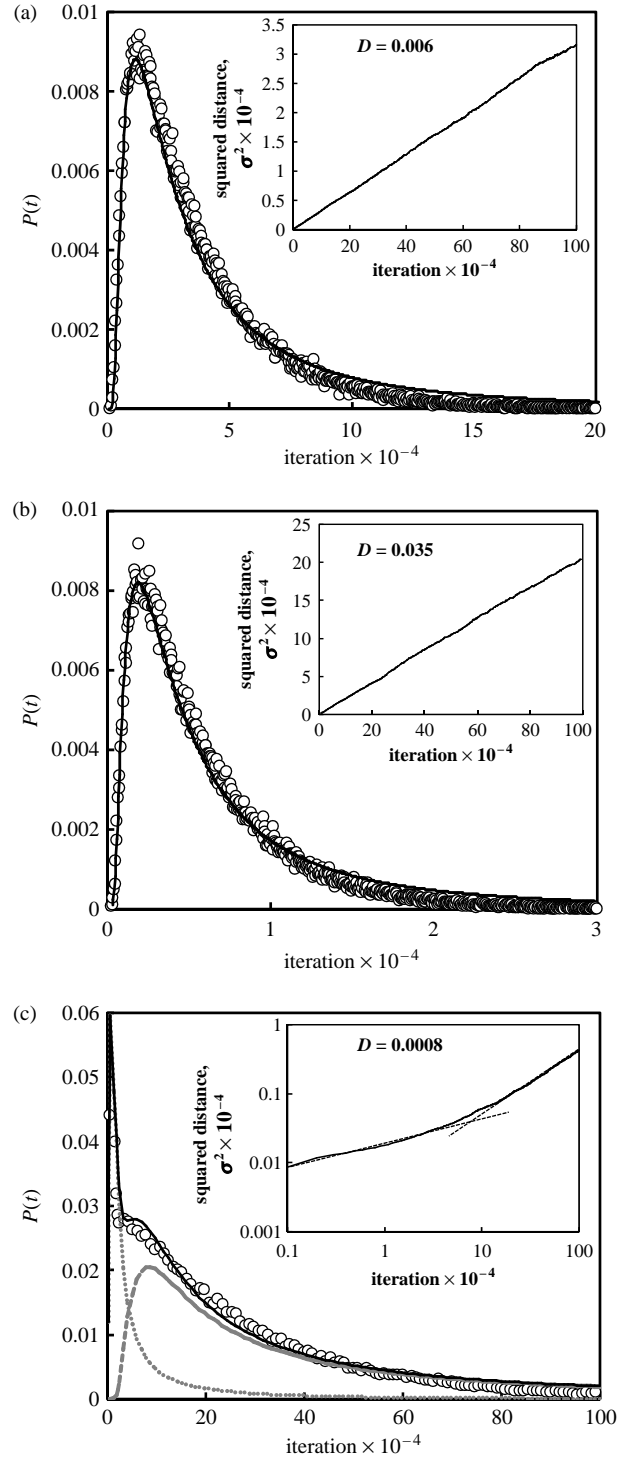 (a)
0.01
0.008
0.006
0.004
0.002
0
P(t)
0 5 10 15 20
iteration × 10⁻⁴
D = 0.006
squared distance,
σ² × 10⁻⁴
3.5
3
2.5
2
1.5
1
0.5
0
0 20 40 60 80 100
iteration × 10⁻⁴
(b)
0.01
0.008
0.006
0.004
0.002
0
P(t)
0 1 2 3
iteration × 10⁻⁴
D = 0.035
squared distance,
σ² × 10⁻⁴
25
20
15
10
5
0
0 20 40 60 80 100
iteration × 10⁻⁴
(c)
0.06
0.05
0.04
0.03
0.02
0.01
0
P(t)
0 20 40 60 80 100
iteration × 10⁻⁴
D = 0.0008
squared distance,
σ² × 10⁻⁴
1
0.1
0.01
0.001
0.1 1 10 100
iteration × 10⁻⁴